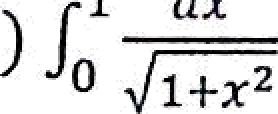 ) ∫₀¹ dx / √(1+x²)